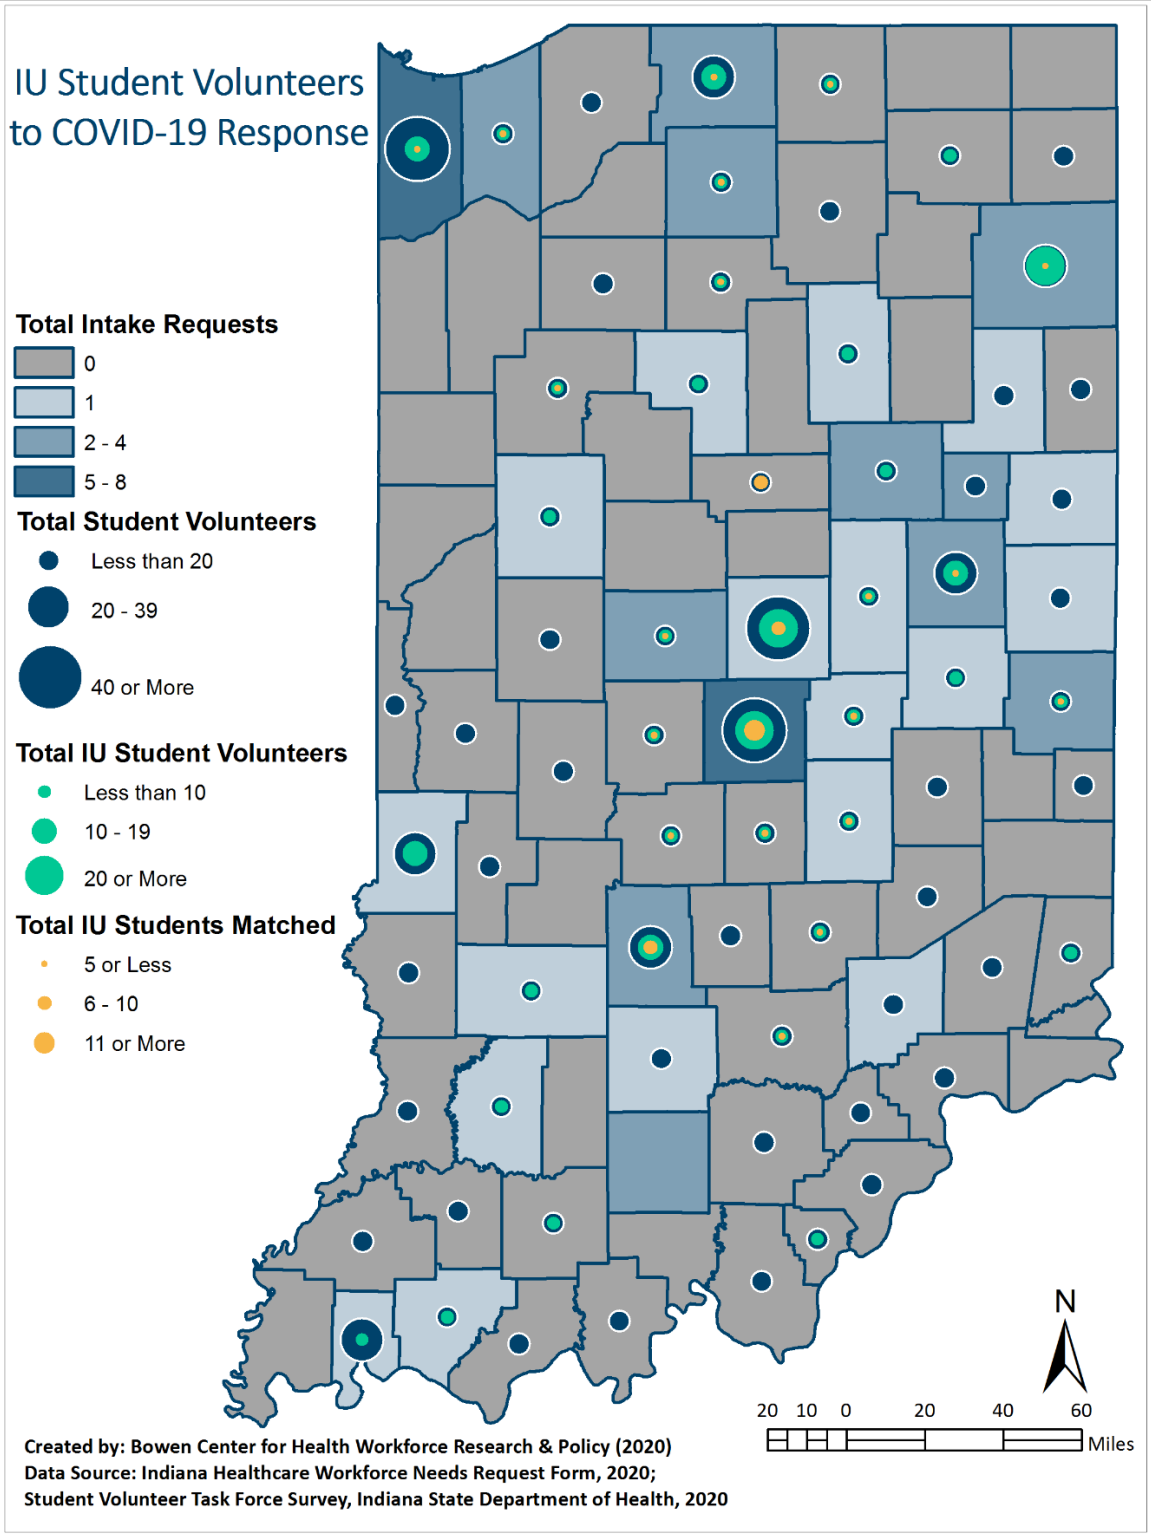 IU Student Volunteers
to COVID-19 Response
Total Intake Requests
0
1
2 - 4
5 - 8
Total Student Volunteers
Less than 20
20 - 39
40 or More
Total IU Student Volunteers
Less than 10
10 - 19
20 or More
Total IU Students Matched
5 or Less
6 - 10
11 or More
N
20 10 0 20 40 60
Miles
Created by: Bowen Center for Health Workforce Research & Policy (2020)
Data Source: Indiana Healthcare Workforce Needs Request Form, 2020;
Student Volunteer Task Force Survey, Indiana State Department of Health, 2020